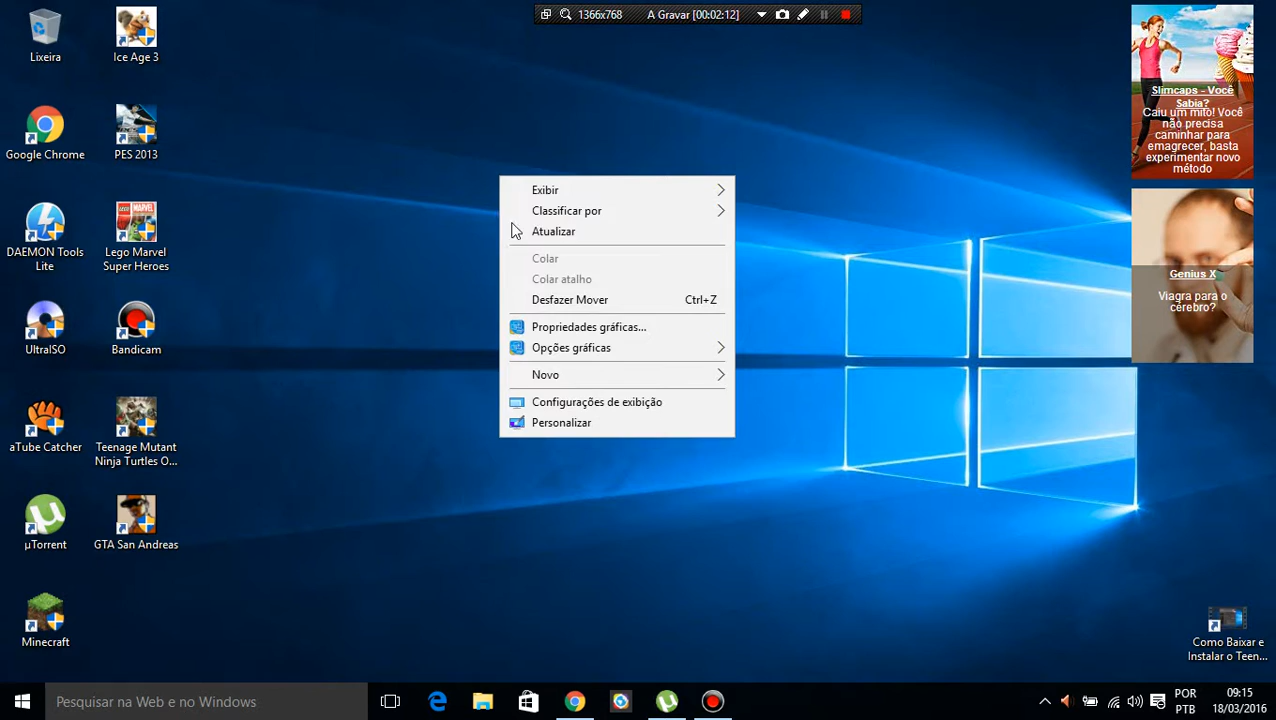 1366x768
A Gravar [00:02:12]
Lixeira
Ice Age 3
Google Chrome
PES 2013
DAEMON Tools
Lite
Lego Marvel
Super Heroes
UltraISO
Bandicam
aTube Catcher
Teenage Mutant
Ninja Turtles O...
µTorrent
GTA San Andreas
Minecraft
Exibir
Classificar por
Atualizar
Colar
Colar atalho
Desfazer Mover Ctrl+Z
Propriedades gráficas...
Opções gráficas
Novo
Configurações de exibição
Personalizar
Slimcaps - Você
Sabia?
Caiu um mito! Você
não precisa
caminhar para
emagrecer, basta
experimentar novo
método
Genius X
Viagra para o
cérebro?
Como Baixar e
Instalar o Teen...
Pesquisar na Web e no Windows
POR
PTB
09:15
18/03/2016